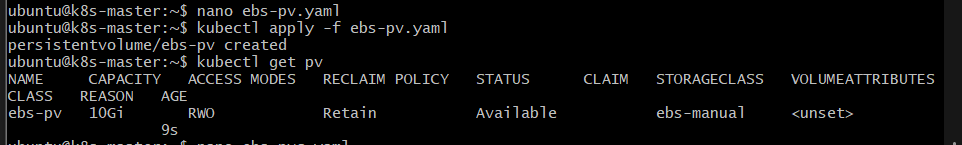 ubuntu@k8s-master:~$ nano ebs-pv.yaml
ubuntu@k8s-master:~$ kubectl apply -f ebs-pv.yaml
persistentvolume/ebs-pv created
ubuntu@k8s-master:~$ kubectl get pv
NAME CAPACITY ACCESS MODES RECLAIM POLICY STATUS CLAIM STORAGECLASS VOLUMEATTRIBUTES
CLASS REASON AGE
ebs-pv 10Gi RWO Retain Available ebs-manual <unset>
9s
ubuntu@k8s-master:~$ nano ebs-pvc.yaml